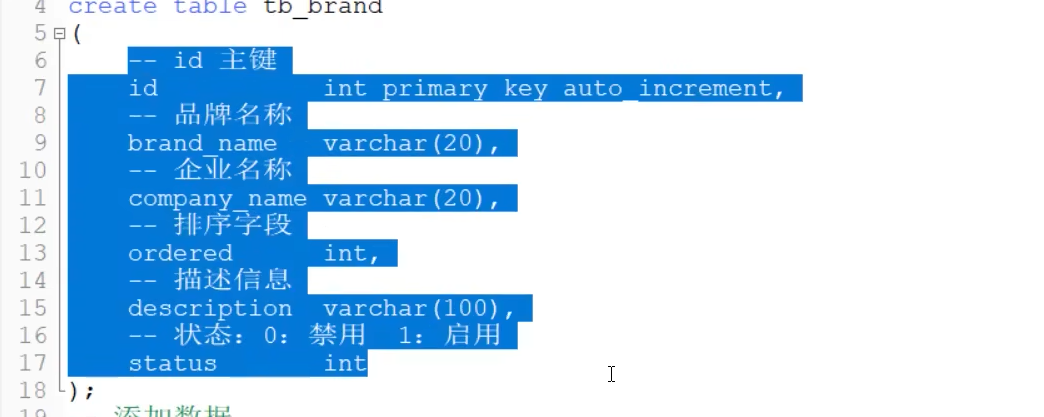 4 create table tb_brand
5 (
6 -- id 主键
7 id int primary key auto_increment,
8 -- 品牌名称
9 brand_name varchar(20),
10 -- 企业名称
11 company_name varchar(20),
12 -- 排序字段
13 ordered int,
14 -- 描述信息
15 description varchar(100),
16 -- 状态：0：禁用  1：启用
17 status int
18 );
19 -- 添加数据